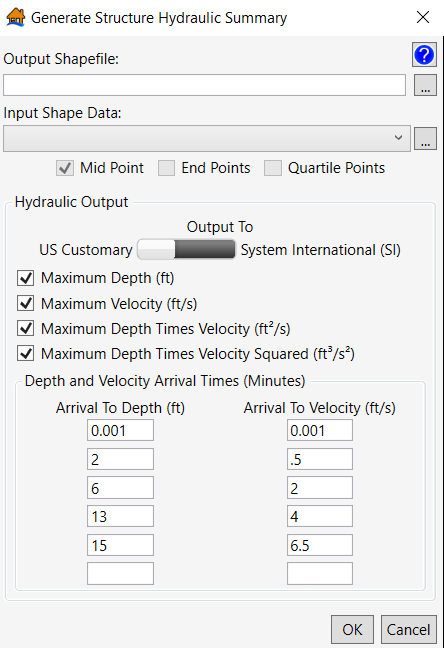 Generate Structure Hydraulic Summary
Output Shapefile:
?
...
Input Shape Data:
...
Mid Point End Points Quartile Points
Hydraulic Output
Output To
US Customary System International (SI)
Maximum Depth (ft)
Maximum Velocity (ft/s)
Maximum Depth Times Velocity (ft²/s)
Maximum Depth Times Velocity Squared (ft³/s²)
Depth and Velocity Arrival Times (Minutes)
Arrival To Depth (ft) Arrival To Velocity (ft/s)
0.001 0.001
2 .5
6 2
13 4
15 6.5
OK Cancel